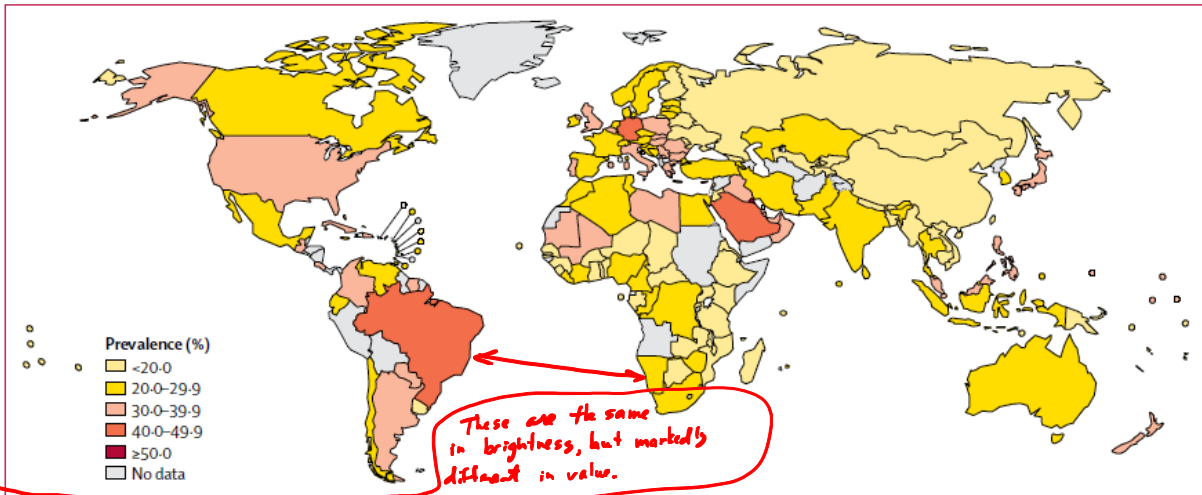 Prevalence (%)
<20·0
20·0–29·9
30·0–39·9
40·0–49·9
≥50·0
No data
These are the same
in brightness, but markedly
different in value.